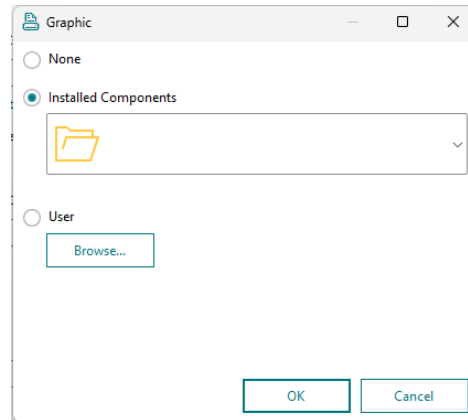 Graphic
None
Installed Components
User
Browse...
OK Cancel